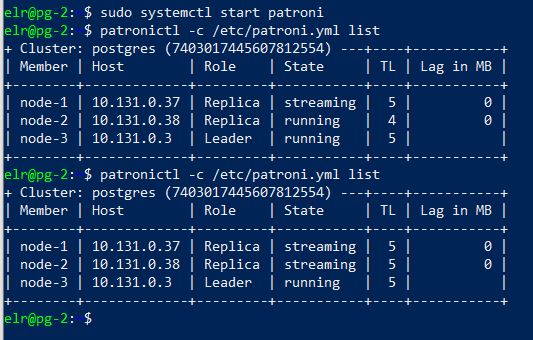 elr@pg-2:~$ sudo systemctl start patroni
elr@pg-2:~$ patronictl -c /etc/patroni.yml list
+ Cluster: postgres (7403017445607812554) ---+----+-----------+
| Member | Host        | Role    | State     | TL | Lag in MB |
+--------+-------------+---------+-----------+----+-----------+
| node-1 | 10.131.0.37 | Replica | streaming |  5 |         0 |
| node-2 | 10.131.0.38 | Replica | running   |  4 |         0 |
| node-3 | 10.131.0.3  | Leader  | running   |  5 |           |
+--------+-------------+---------+-----------+----+-----------+
elr@pg-2:~$ patronictl -c /etc/patroni.yml list
+ Cluster: postgres (7403017445607812554) ---+----+-----------+
| Member | Host        | Role    | State     | TL | Lag in MB |
+--------+-------------+---------+-----------+----+-----------+
| node-1 | 10.131.0.37 | Replica | streaming |  5 |         0 |
| node-2 | 10.131.0.38 | Replica | streaming |  5 |         0 |
| node-3 | 10.131.0.3  | Leader  | running   |  5 |           |
+--------+-------------+---------+-----------+----+-----------+
elr@pg-2:~$